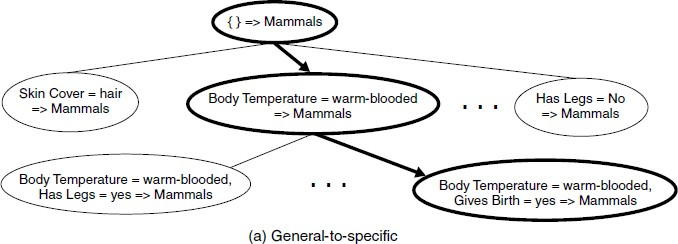 { } => Mammals
Skin Cover = hair
=> Mammals
Body Temperature = warm-blooded
=> Mammals
. . .
Has Legs = No
=> Mammals
Body Temperature = warm-blooded,
Has Legs = yes => Mammals
. . .
Body Temperature = warm-blooded,
Gives Birth = yes => Mammals
(a) General-to-specific